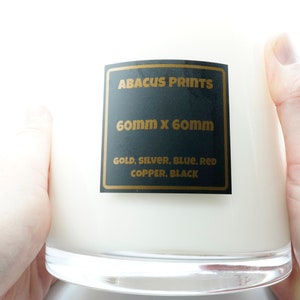 ABACUS PRINTS
60mm x 60mm
GOLD, SILVER, BLUE, RED
COPPER, BLACK